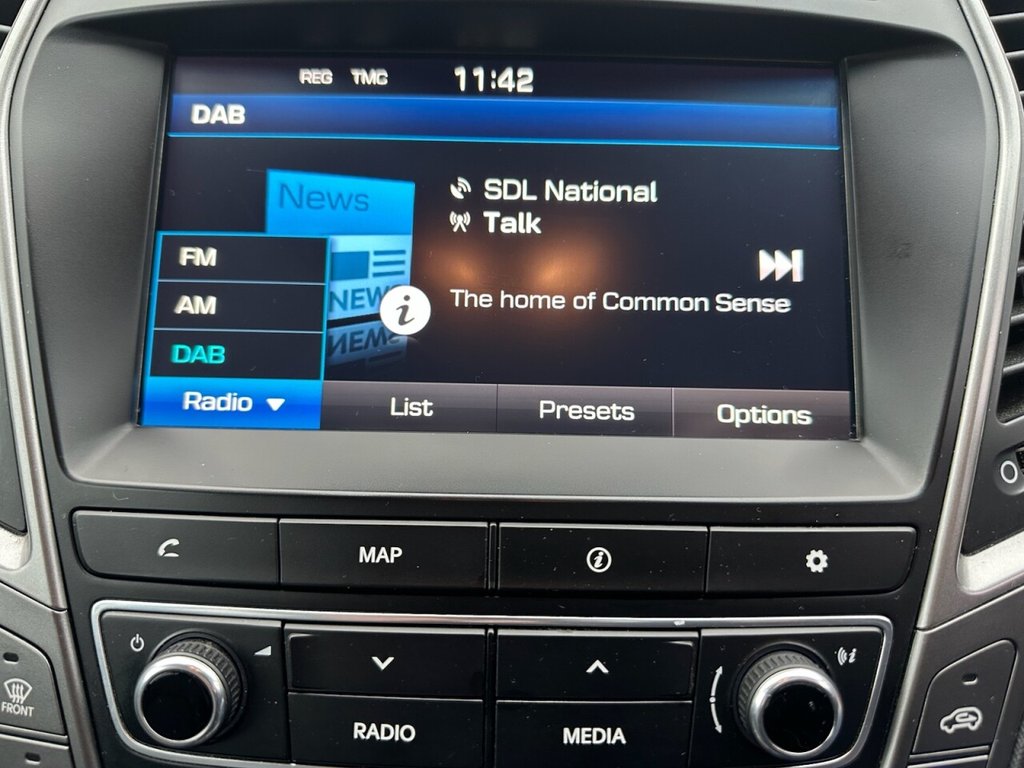 REG TMC 11:42
DAB
News
SDL National
Talk
FM
AM
DAB
NEWS
The home of Common Sense
Radio List Presets Options
MAP
RADIO MEDIA
FRONT